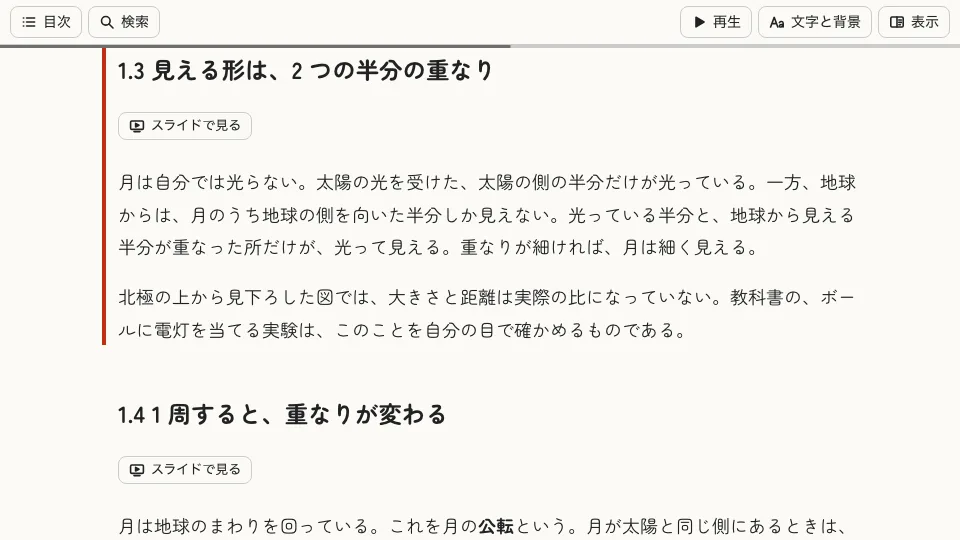 目次
検索
再生
文字と背景
表示
1.3 見える形は、2 つの半分の重なり
スライドで見る
月は自分では光らない。太陽の光を受けた、太陽の側の半分だけが光っている。一方、地球
からは、月のうち地球の側を向いた半分しか見えない。光っている半分と、地球から見える
半分が重なった所だけが、光って見える。重なりが細ければ、月は細く見える。
北極の上から見下ろした図では、大きさと距離は実際の比になっていない。教科書の、ボー
ルに電灯を当てる実験は、このことを自分の目で確かめるものである。
1.4 1 周すると、重なりが変わる
スライドで見る
月は地球のまわりを回っている。これを月の公転という。月が太陽と同じ側にあるときは、